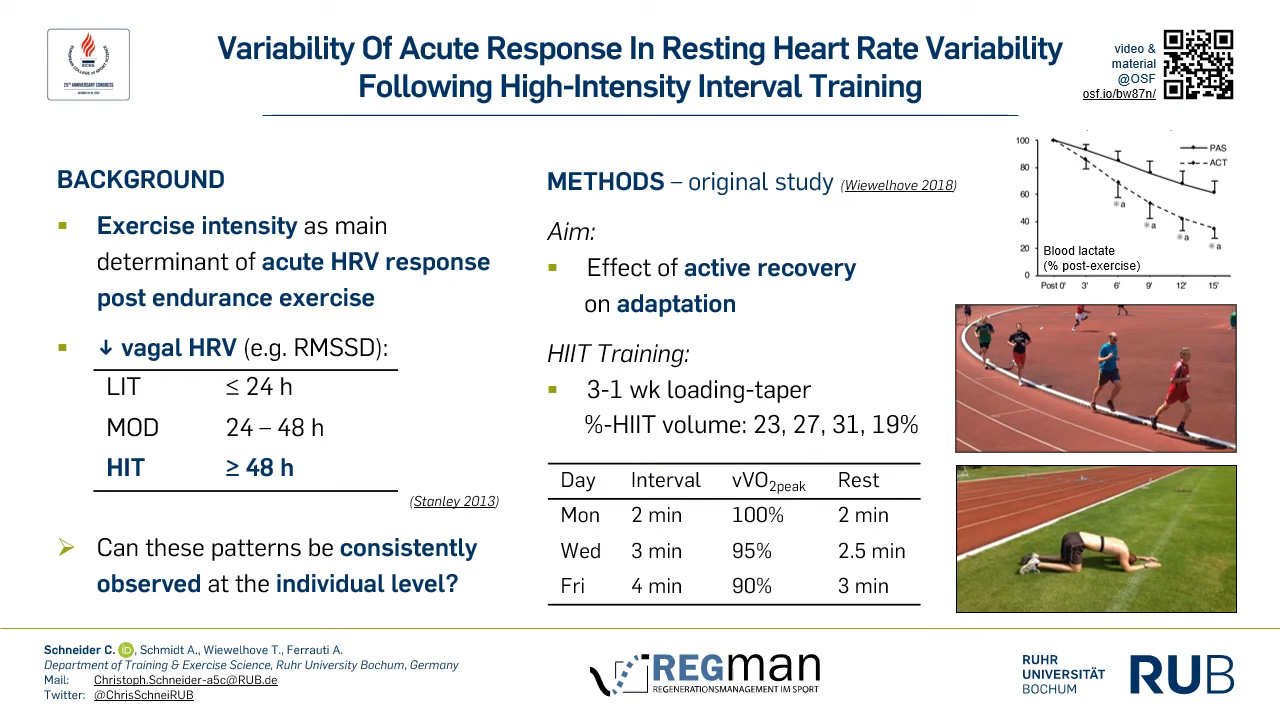 Variability Of Acute Response In Resting Heart Rate Variability
Following High-Intensity Interval Training
ECSS
25TH ANNIVERSARY CONGRESS
video &
material
@OSF
osf.io/bw87n/
BACKGROUND
Exercise intensity as main
determinant of acute HRV response
post endurance exercise
↓ vagal HRV (e.g. RMSSD):
LIT ≤ 24 h
MOD 24 – 48 h
HIT ≥ 48 h
(Stanley 2013)
Can these patterns be consistently
observed at the individual level?
METHODS – original study (Wiewelhove 2018)
Aim:
Effect of active recovery
on adaptation
HIIT Training:
3-1 wk loading-taper
%-HIIT volume: 23, 27, 31, 19%
Day Interval vVO2peak Rest
Mon 2 min 100% 2 min
Wed 3 min 95% 2.5 min
Fri 4 min 90% 3 min
100
80
60
40
20
0
PAS
ACT
※a
※a
※a
※a
Blood lactate
(% post-exercise)
Post 0' 3' 6' 9' 12' 15'
Schneider C. iD , Schmidt A., Wiewelhove T., Ferrauti A.
Department of Training & Exercise Science, Ruhr University Bochum, Germany
Mail: Christoph.Schneider-a5c@RUB.de
Twitter: @ChrisSchneiRUB
REGman
REGENERATIONSMANAGEMENT IM SPORT
RUHR
UNIVERSITÄT
BOCHUM
RUB